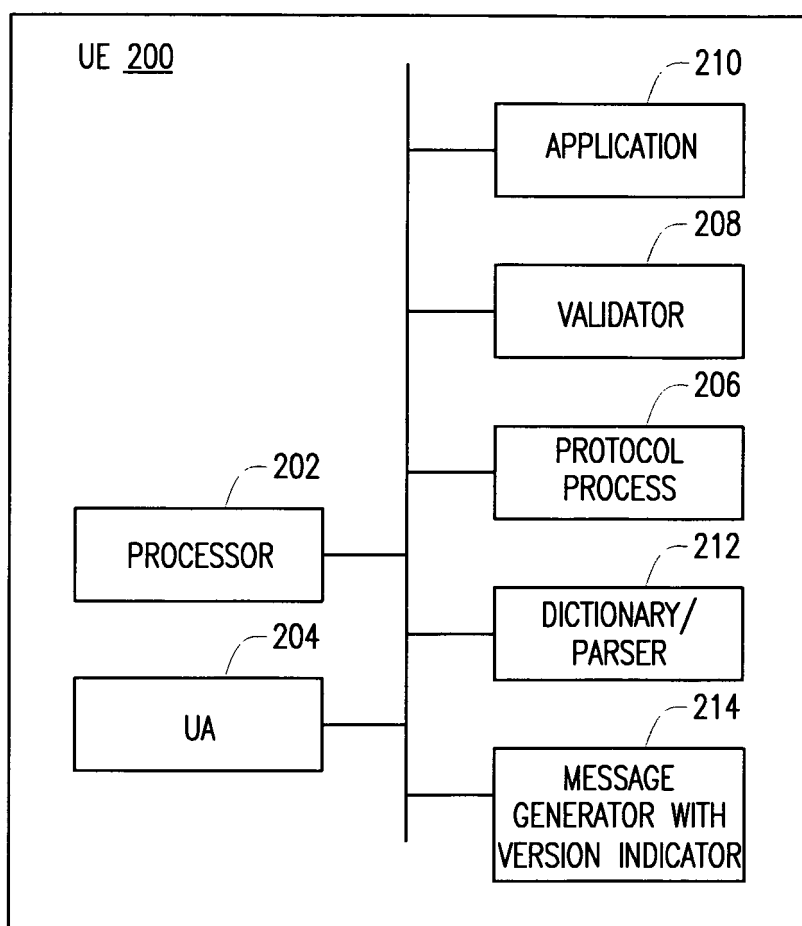 UE 200
210
APPLICATION
208
VALIDATOR
206
PROTOCOL
PROCESS
202
PROCESSOR
212
DICTIONARY/
PARSER
204
UA
214
MESSAGE
GENERATOR WITH
VERSION INDICATOR